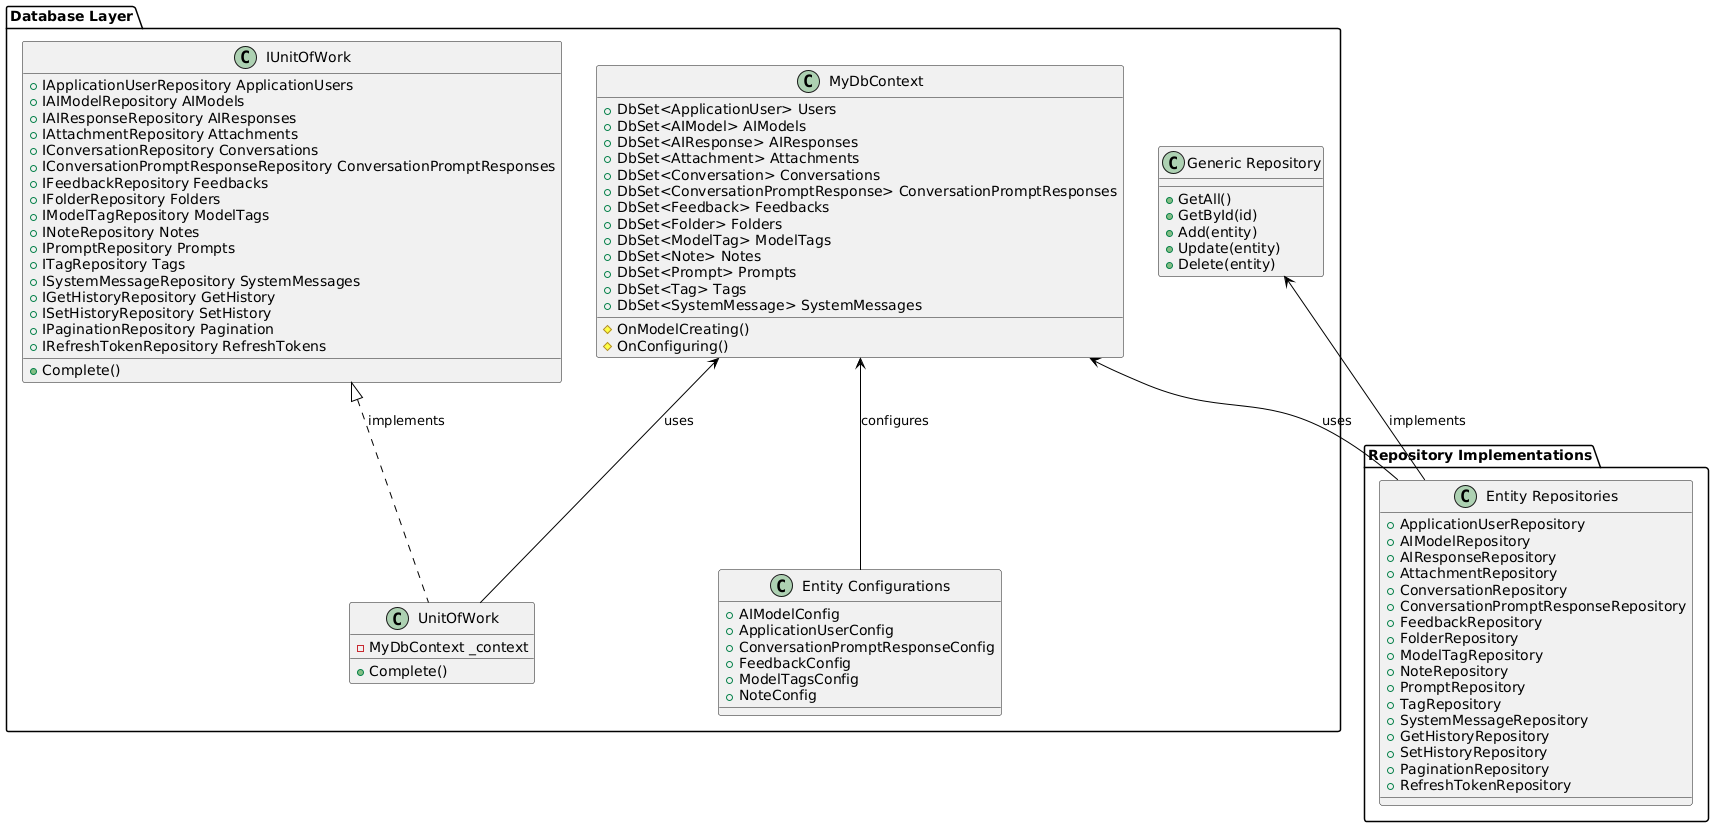 Database Layer
C IUnitOfWork
IApplicationUserRepository ApplicationUsers
IAIModelRepository AIModels
IAIResponseRepository AIResponses
IAttachmentRepository Attachments
IConversationRepository Conversations
IConversationPromptResponseRepository ConversationPromptResponses
IFeedbackRepository Feedbacks
IFolderRepository Folders
IModelTagRepository ModelTags
INoteRepository Notes
IPromptRepository Prompts
ITagRepository Tags
ISystemMessageRepository SystemMessages
IGetHistoryRepository GetHistory
ISetHistoryRepository SetHistory
IPaginationRepository Pagination
IRefreshTokenRepository RefreshTokens
Complete()
C MyDbContext
DbSet<ApplicationUser> Users
DbSet<AIModel> AIModels
DbSet<AIResponse> AIResponses
DbSet<Attachment> Attachments
DbSet<Conversation> Conversations
DbSet<ConversationPromptResponse> ConversationPromptResponses
DbSet<Feedback> Feedbacks
DbSet<Folder> Folders
DbSet<ModelTag> ModelTags
DbSet<Note> Notes
DbSet<Prompt> Prompts
DbSet<Tag> Tags
DbSet<SystemMessage> SystemMessages
OnModelCreating()
OnConfiguring()
C Generic Repository
GetAll()
GetById(id)
Add(entity)
Update(entity)
Delete(entity)
implements
uses
configures
uses
implements
C UnitOfWork
MyDbContext _context
Complete()
C Entity Configurations
AIModelConfig
ApplicationUserConfig
ConversationPromptResponseConfig
FeedbackConfig
ModelTagsConfig
NoteConfig
Repository Implementations
C Entity Repositories
ApplicationUserRepository
AIModelRepository
AIResponseRepository
AttachmentRepository
ConversationRepository
ConversationPromptResponseRepository
FeedbackRepository
FolderRepository
ModelTagRepository
NoteRepository
PromptRepository
TagRepository
SystemMessageRepository
GetHistoryRepository
SetHistoryRepository
PaginationRepository
RefreshTokenRepository